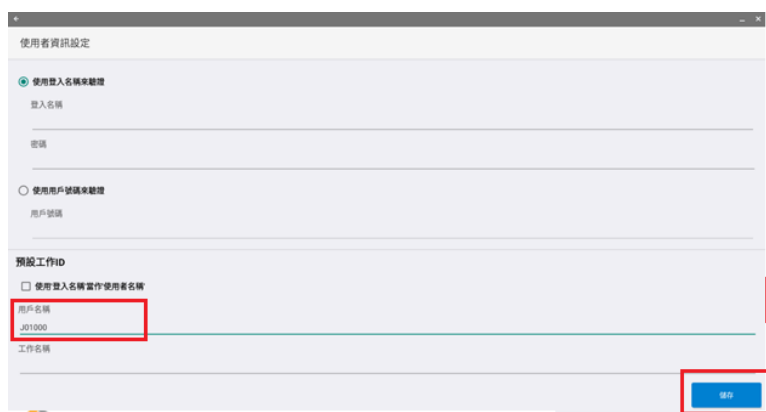 使用者資訊設定
使用登入名稱來驗證
登入名稱
密碼
使用用戶號碼來驗證
用戶號碼
預設工作ID
使用'登入名稱'當作'使用者名稱'
用戶名稱
J01000
工作名稱
儲存